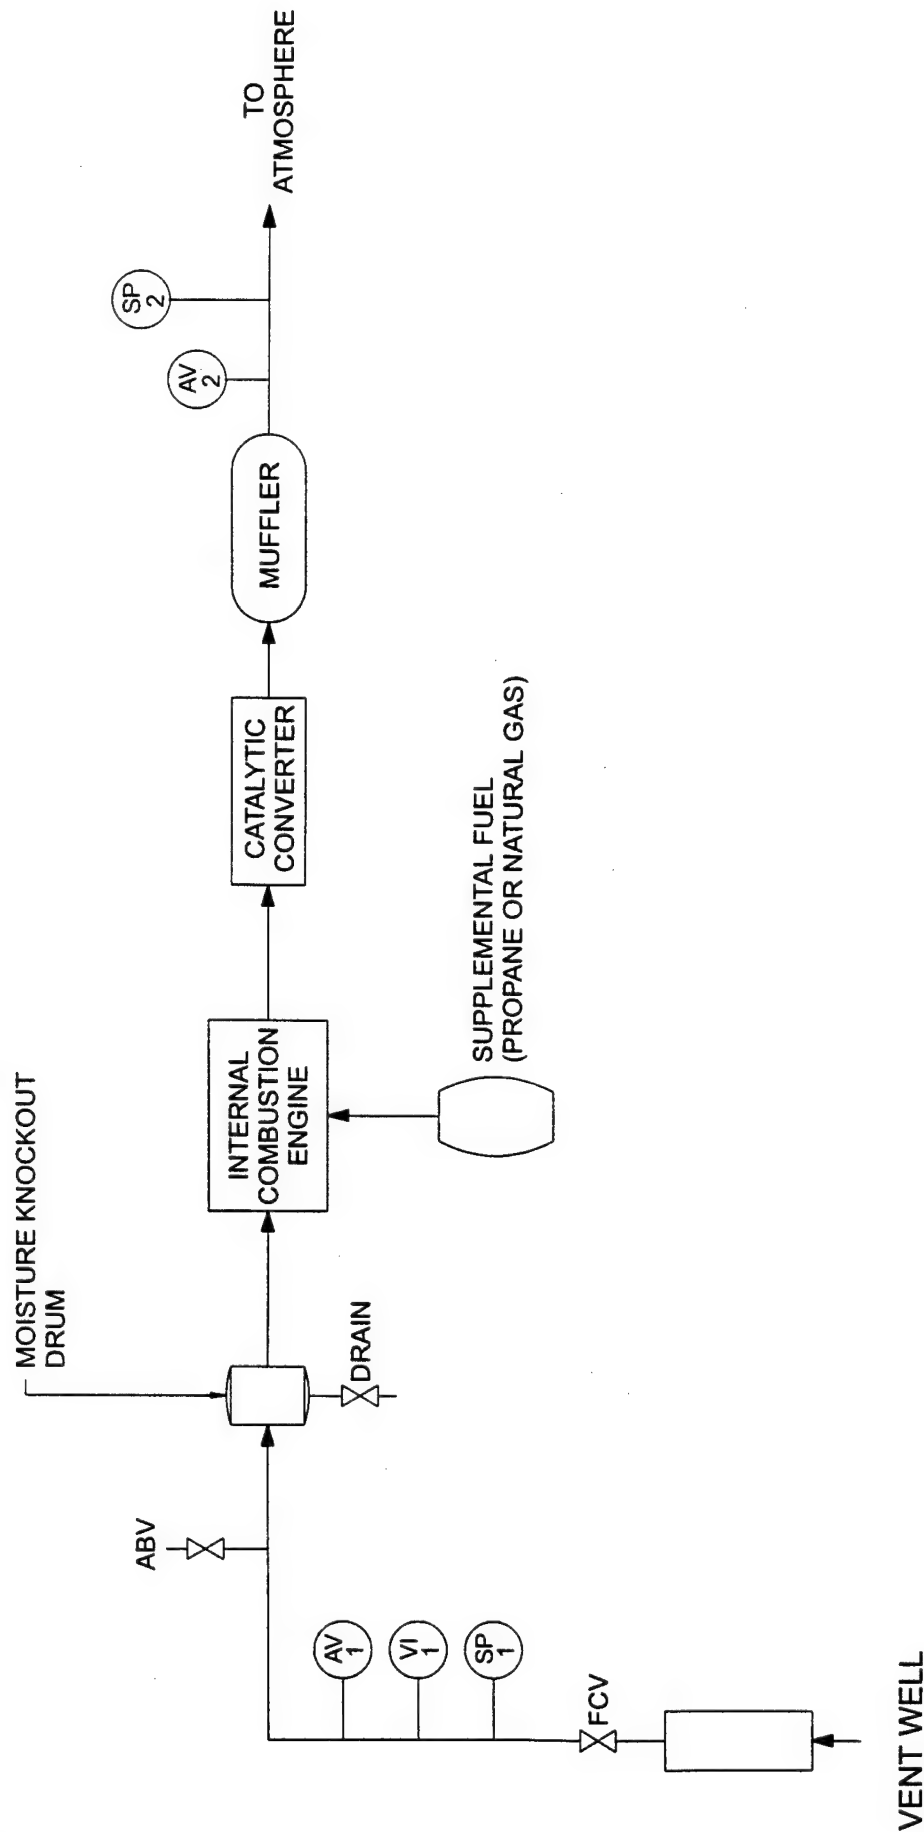 MOISTURE KNOCKOUT
DRUM
ABV
AV
1
VI
1
SP
1
FCV
VENT WELL
DRAIN
INTERNAL
COMBUSTION
ENGINE
SUPPLEMENTAL FUEL
(PROPANE OR NATURAL GAS)
CATALYTIC
CONVERTER
MUFFLER
AV
2
SP
2
TO
ATMOSPHERE